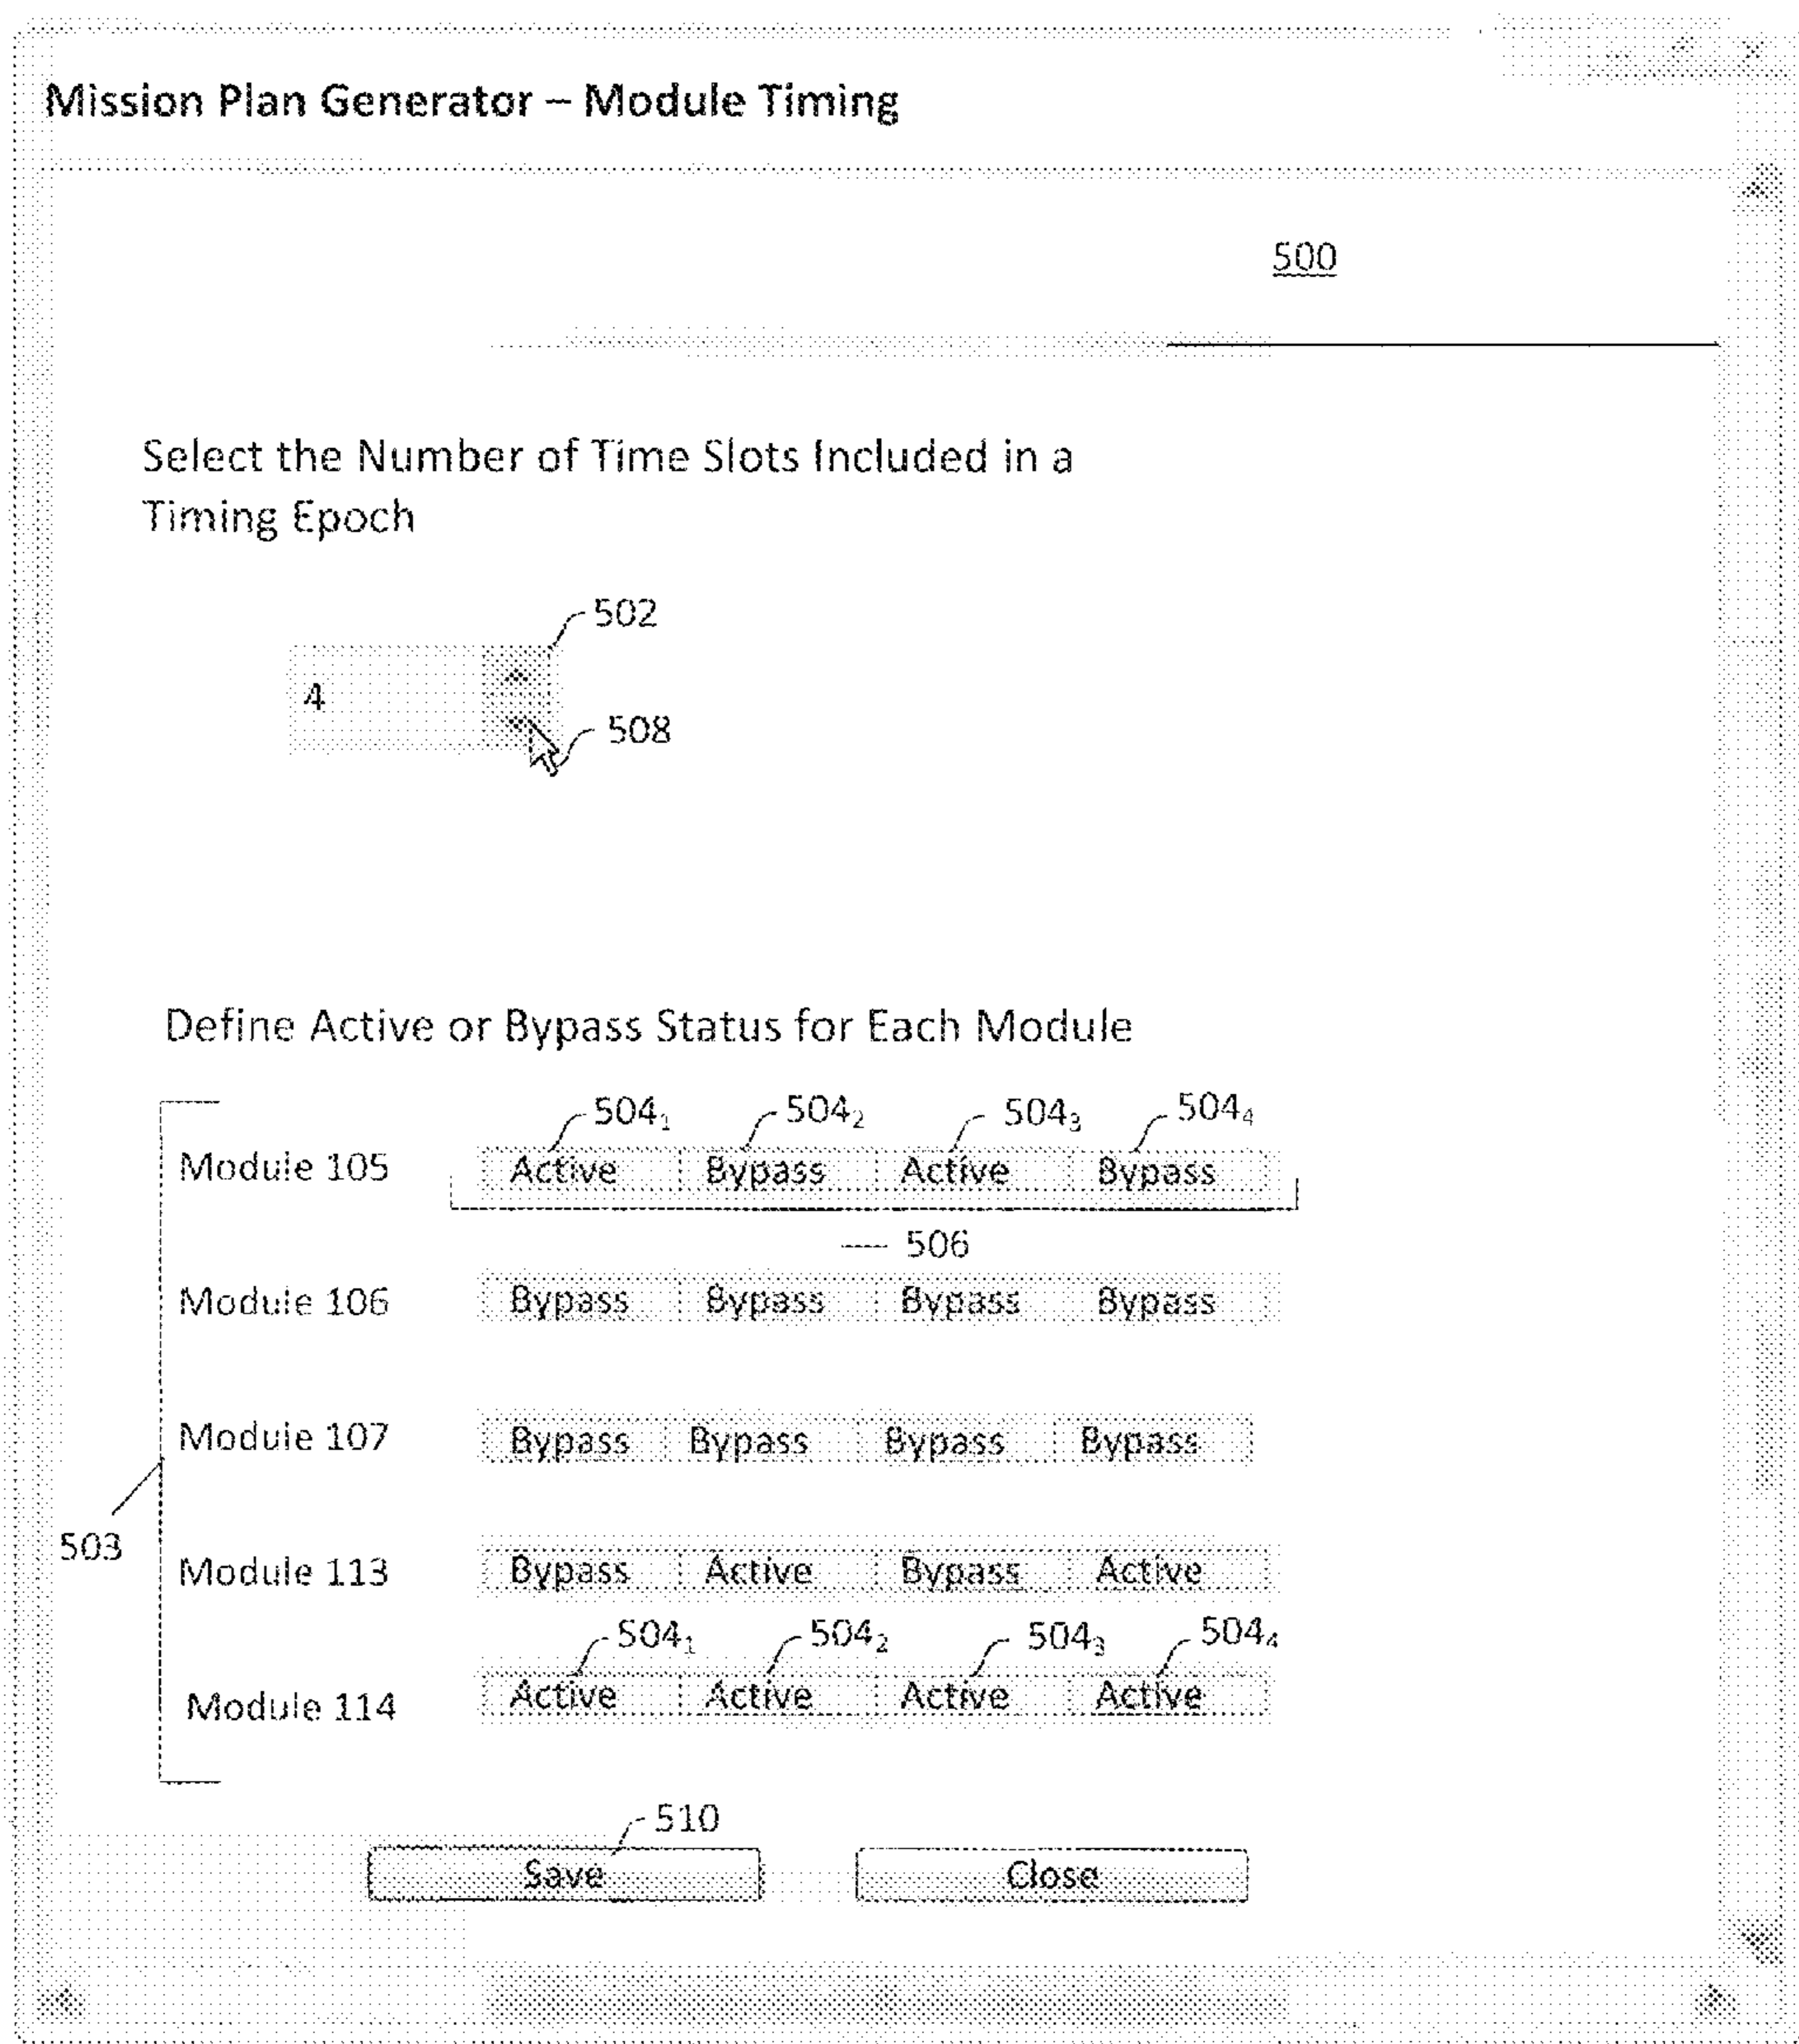 Mission Plan Generator – Module Timing
500
Select the Number of Time Slots Included in a
Timing Epoch
502
4
508
Define Active or Bypass Status for Each Module
504₁ 504₂ 504₃ 504₄
Module 105 Active Bypass Active Bypass
506
Module 106 Bypass Bypass Bypass Bypass
Module 107 Bypass Bypass Bypass Bypass
503
Module 113 Bypass Active Bypass Active
504₁ 504₂ 504₃ 504₄
Module 114 Active Active Active Active
510
Save Close